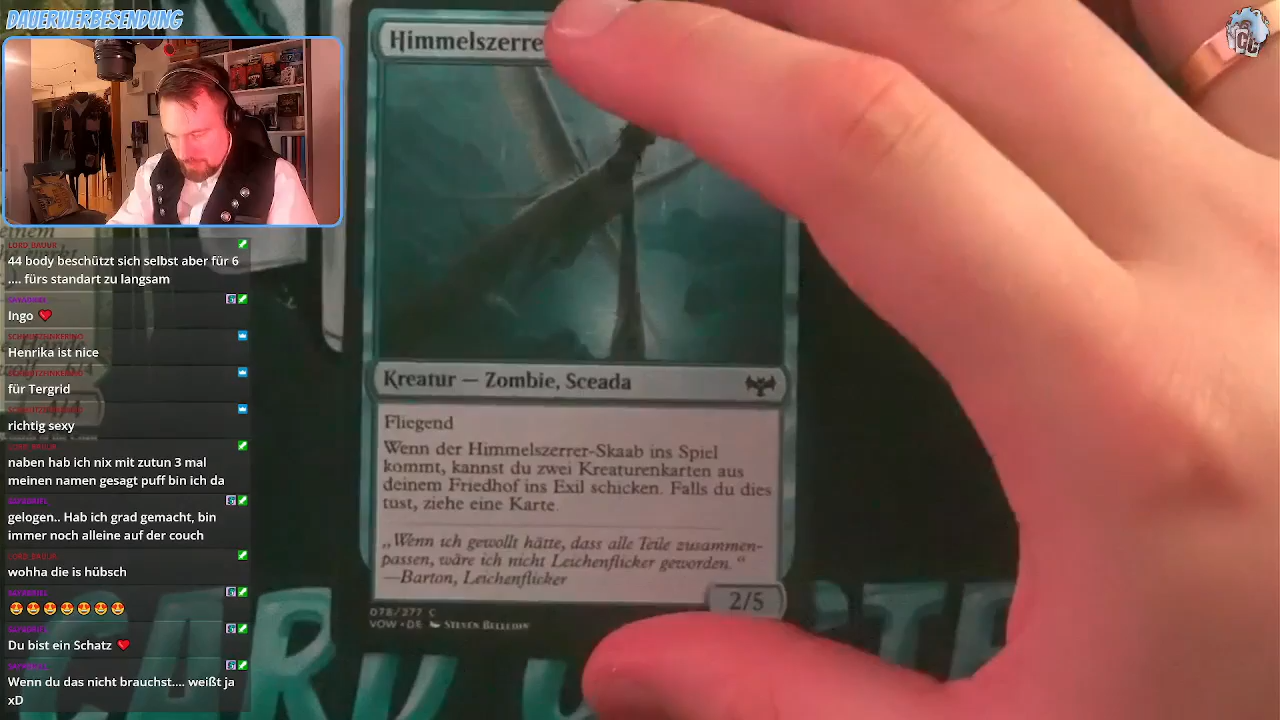 DAUERWERBESENDUNG
LORD_BAUUR
44 body beschützt sich selbst aber für 6
.... fürs standart zu langsam
Ingo ❤
Henrika ist nice
für Tergrid
richtig sexy
naben hab ich nix mit zutun 3 mal
meinen namen gesagt puff bin ich da
gelogen.. Hab ich grad gemacht, bin
immer noch alleine auf der couch
wohha die is hübsch
😍😍😍😍😍😍😍
Du bist ein Schatz ❤
Wenn du das nicht brauchst.... weißt ja
xD
Himmelszerre
Kreatur — Zombie, Sceada
Fliegend
Wenn der Himmelszerrer-Skaab ins Spiel
kommt, kannst du zwei Kreaturenkarten aus
deinem Friedhof ins Exil schicken. Falls du dies
tust, ziehe eine Karte.
„Wenn ich gewollt hätte, dass alle Teile zusammen-
passen, wäre ich nicht Leichenflicker geworden.“
—Barton, Leichenflicker
2/5
078/277 C
VOW • DE STEVEN BELLEDIN
CARD